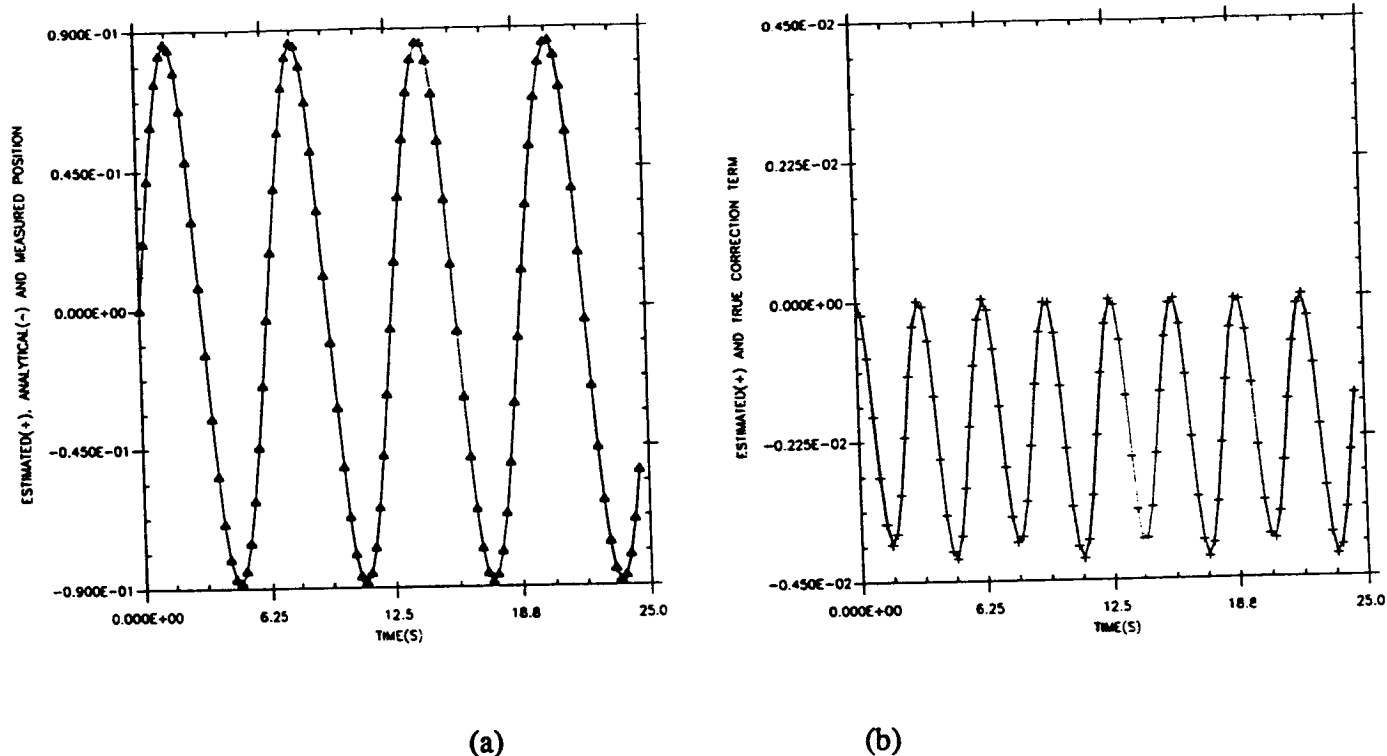 ESTIMATED(+), ANALYTICAL(-) AND MEASURED POSITION
0.900E-01
0.450E-01
0.000E+00
-0.450E-01
-0.900E-01
0.000E+00
6.25
12.5
18.8
25.0
TIME(S)
(a)
ESTIMATED(+) AND TRUE CORRECTION TERM
0.450E-02
0.225E-02
0.000E+00
-0.225E-02
-0.450E-02
0.000E+00
6.25
12.5
18.8
25.0
TIME(S)
(b)